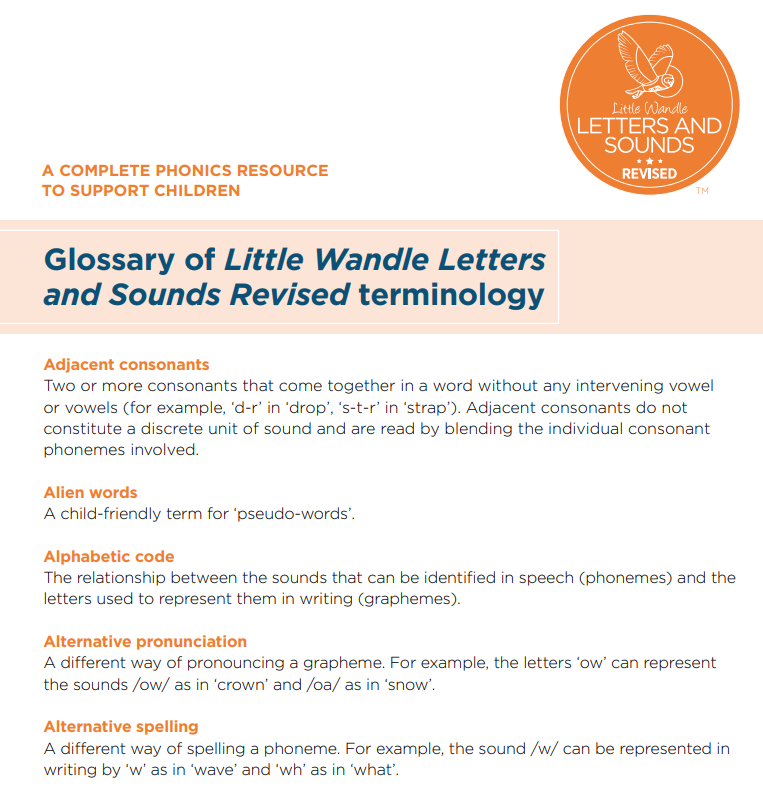 Little Wandle
LETTERS AND
SOUNDS
REVISED
TM
A COMPLETE PHONICS RESOURCE
TO SUPPORT CHILDREN
Glossary of Little Wandle Letters
and Sounds Revised terminology
Adjacent consonants
Two or more consonants that come together in a word without any intervening vowel
or vowels (for example, ‘d-r’ in ‘drop’, ‘s-t-r’ in ‘strap’). Adjacent consonants do not
constitute a discrete unit of sound and are read by blending the individual consonant
phonemes involved.
Alien words
A child-friendly term for ‘pseudo-words’.
Alphabetic code
The relationship between the sounds that can be identified in speech (phonemes) and the
letters used to represent them in writing (graphemes).
Alternative pronunciation
A different way of pronouncing a grapheme. For example, the letters ‘ow’ can represent
the sounds /ow/ as in ‘crown’ and /oa/ as in ‘snow’.
Alternative spelling
A different way of spelling a phoneme. For example, the sound /w/ can be represented in
writing by ‘w’ as in ‘wave’ and ‘wh’ as in ‘what’.